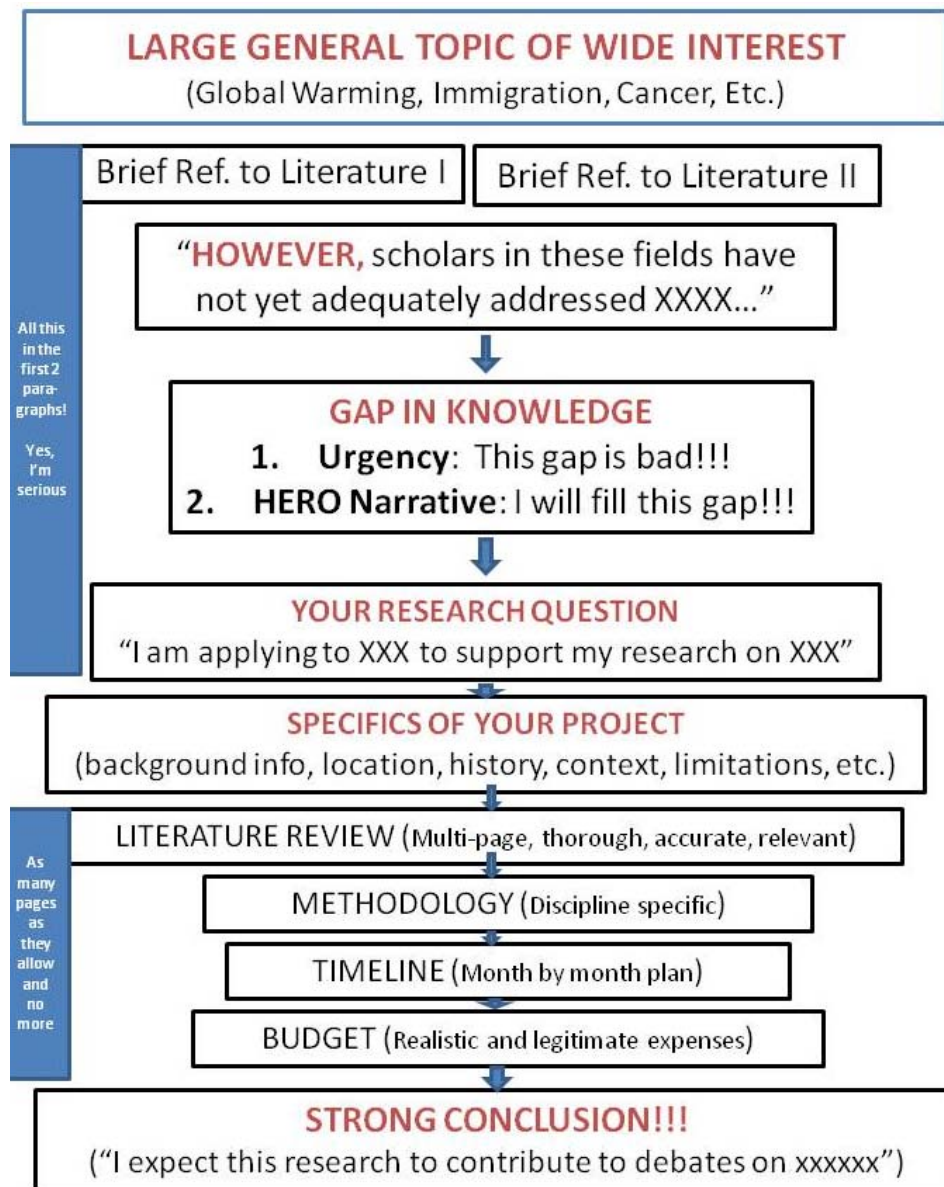 LARGE GENERAL TOPIC OF WIDE INTEREST
(Global Warming, Immigration, Cancer, Etc.)
Brief Ref. to Literature I
Brief Ref. to Literature II
“HOWEVER, scholars in these fields have
not yet adequately addressed XXXX…”
All this
in the
first 2
para-
graphs!
Yes,
I’m
serious
GAP IN KNOWLEDGE
1. Urgency: This gap is bad!!!
2. HERO Narrative: I will fill this gap!!!
YOUR RESEARCH QUESTION
“I am applying to XXX to support my research on XXX”
SPECIFICS OF YOUR PROJECT
(background info, location, history, context, limitations, etc.)
LITERATURE REVIEW (Multi-page, thorough, accurate, relevant)
As
many
pages
as
they
allow
and
no
more
METHODOLOGY (Discipline specific)
TIMELINE (Month by month plan)
BUDGET (Realistic and legitimate expenses)
STRONG CONCLUSION!!!
(“I expect this research to contribute to debates on xxxxxx”)